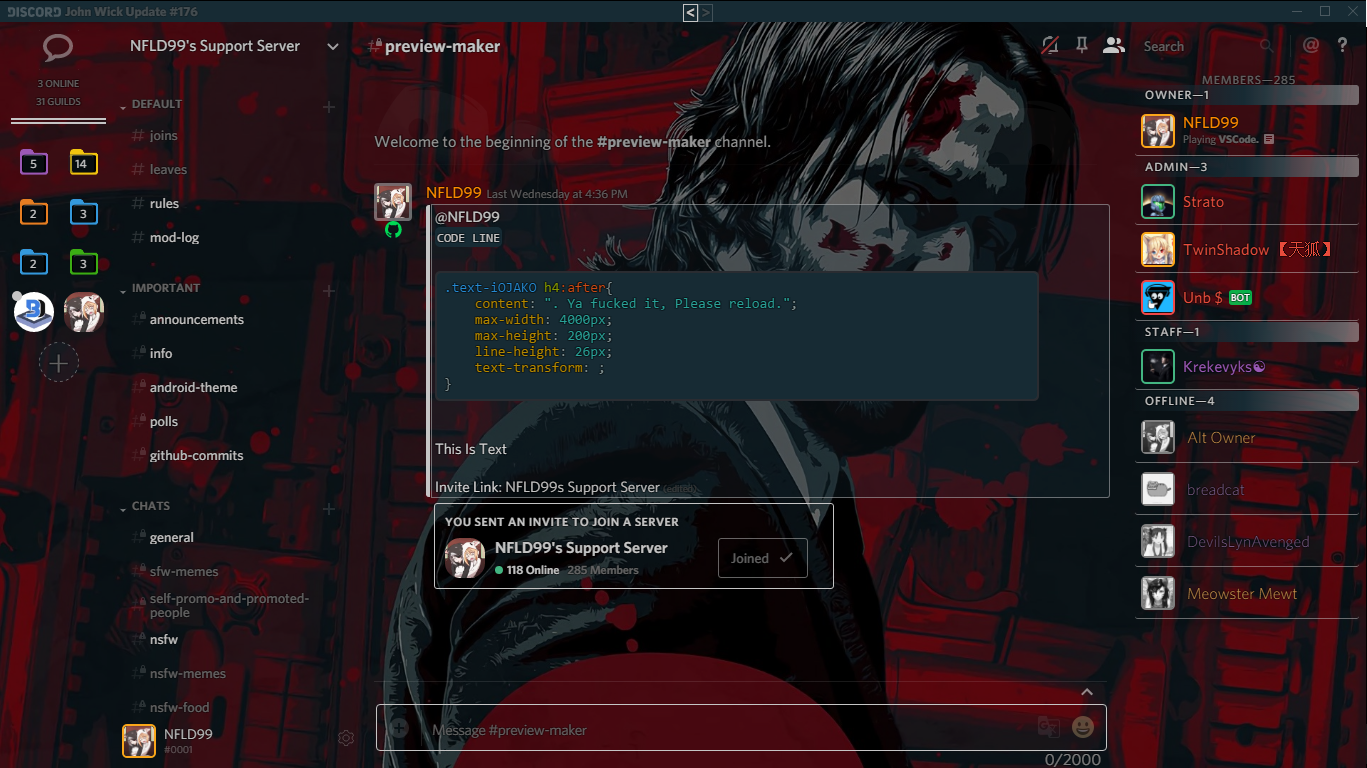 DISCORD John Wick Update #176
< >
3 ONLINE
31 GUILDS
5
14
2
3
2
3
NFLD99's Support Server
DEFAULT
joins
leaves
rules
mod-log
IMPORTANT
announcements
info
android-theme
polls
github-commits
CHATS
general
sfw-memes
self-promo-and-promoted-
people
nsfw
nsfw-memes
nsfw-food
NFLD99
#0001
#preview-maker
Search
@ ?
Welcome to the beginning of the #preview-maker channel.
NFLD99 Last Wednesday at 4:36 PM
@NFLD99
CODE LINE
.text-iOJAKO h4:after{
content: ". Ya fucked it, Please reload.";
max-width: 4000px;
max-height: 200px;
line-height: 26px;
text-transform: ;
}
This Is Text
Invite Link: NFLD99s Support Server (edited)
YOU SENT AN INVITE TO JOIN A SERVER
NFLD99's Support Server
118 Online 285 Members
Joined
Message #preview-maker
0/2000
MEMBERS—285
OWNER—1
NFLD99
Playing VSCode.
ADMIN—3
Strato
TwinShadow 【天狐】
Unb $ BOT
STAFF—1
Krekevyks☯
OFFLINE—4
Alt Owner
breadcat
DevilsLynAvenged
Meowster Mewt